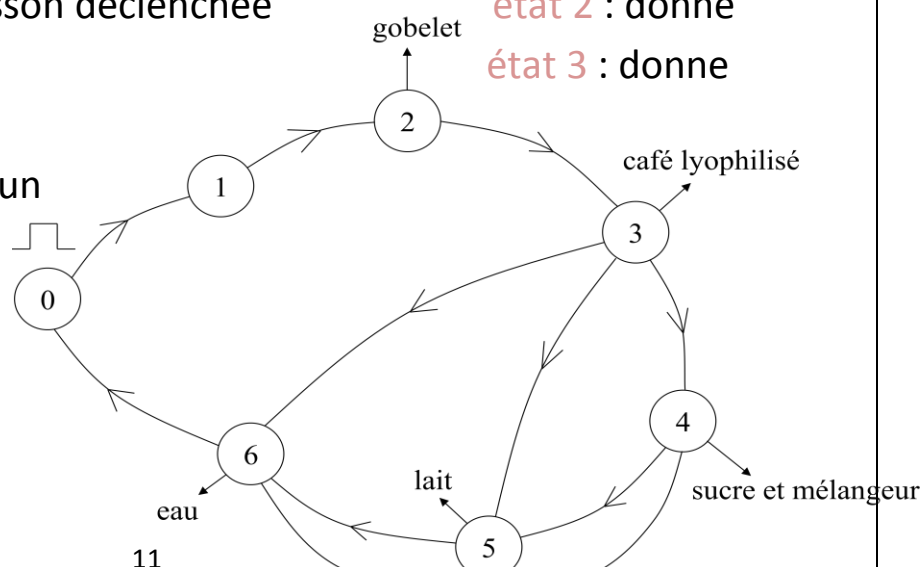 sson déclenchée
état 2 : donne
gobelet
état 3 : donne
2
café lyophilisé
un
1
3
0
4
6
lait
sucre et mélangeur
eau
5
11